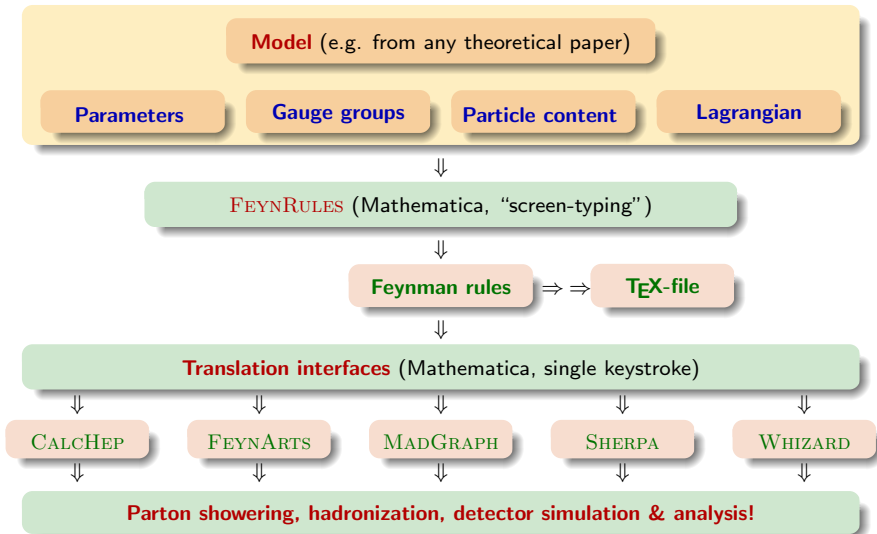 Model (e.g. from any theoretical paper)
Parameters
Gauge groups
Particle content
Lagrangian
⇓
FEYNRULES (Mathematica, “screen-typing”)
⇓
Feynman rules ⇒ ⇒ TEX-file
⇓
Translation interfaces (Mathematica, single keystroke)
⇓ ⇓ ⇓ ⇓ ⇓
CALCHEP
FEYNARTS
MADGRAPH
SHERPA
WHIZARD
⇓ ⇓ ⇓ ⇓ ⇓
Parton showering, hadronization, detector simulation & analysis!